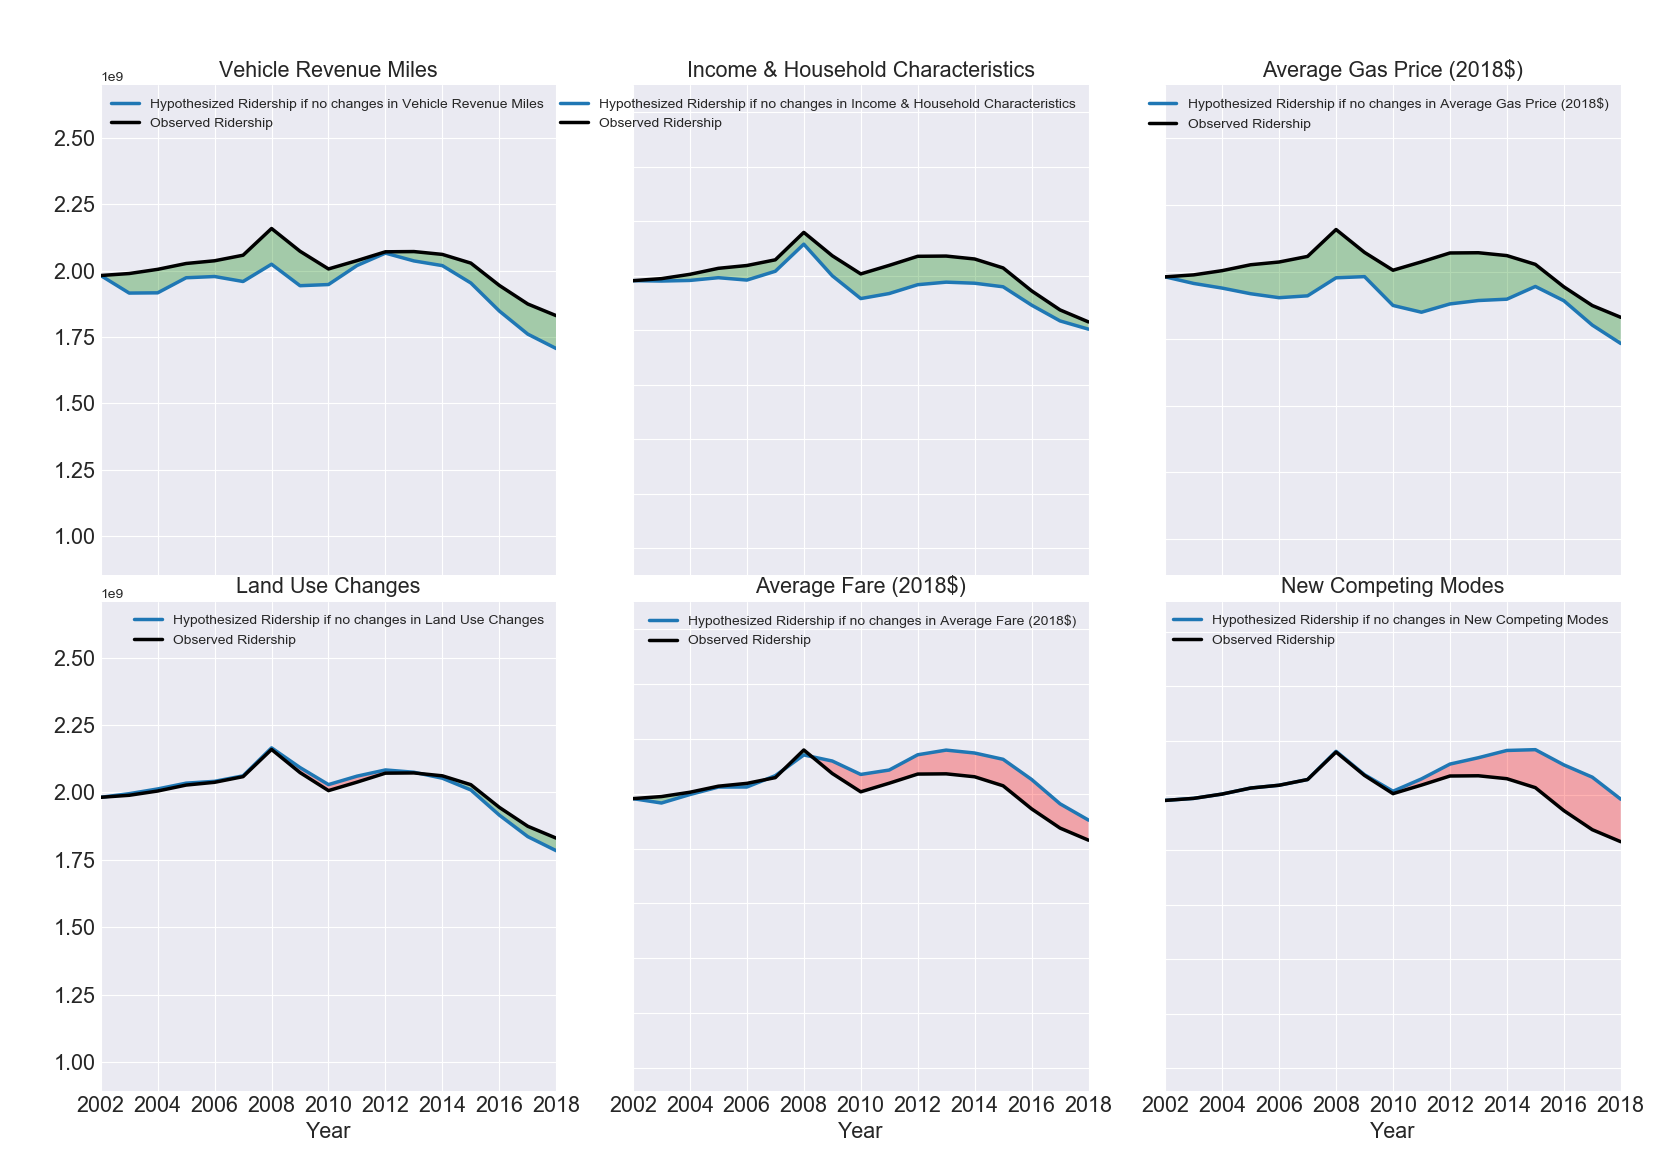 Vehicle Revenue Miles
1e9
Hypothesized Ridership if no changes in Vehicle Revenue Miles
Observed Ridership
2.50
2.25
2.00
1.75
1.50
1.25
1.00
Income & Household Characteristics
Hypothesized Ridership if no changes in Income & Household Characteristics
Observed Ridership
Average Gas Price (2018$)
Hypothesized Ridership if no changes in Average Gas Price (2018$)
Observed Ridership
Land Use Changes
1e9
Hypothesized Ridership if no changes in Land Use Changes
Observed Ridership
2.50
2.25
2.00
1.75
1.50
1.25
1.00
2002 2004 2006 2008 2010 2012 2014 2016 2018
Year
Average Fare (2018$)
Hypothesized Ridership if no changes in Average Fare (2018$)
Observed Ridership
2002 2004 2006 2008 2010 2012 2014 2016 2018
Year
New Competing Modes
Hypothesized Ridership if no changes in New Competing Modes
Observed Ridership
2002 2004 2006 2008 2010 2012 2014 2016 2018
Year